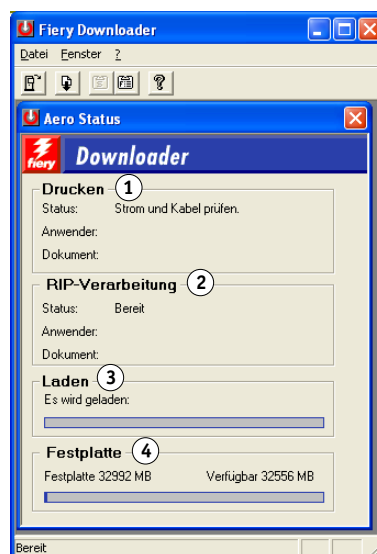 Fiery Downloader
Datei Fenster ?
Aero Status
fiery Downloader
Drucken 1
Status: Strom und Kabel prüfen.
Anwender:
Dokument:
RIP-Verarbeitung 2
Status: Bereit
Anwender:
Dokument:
Laden 3
Es wird geladen:
Festplatte 4
Festplatte 32992 MB Verfügbar 32556 MB
Bereit